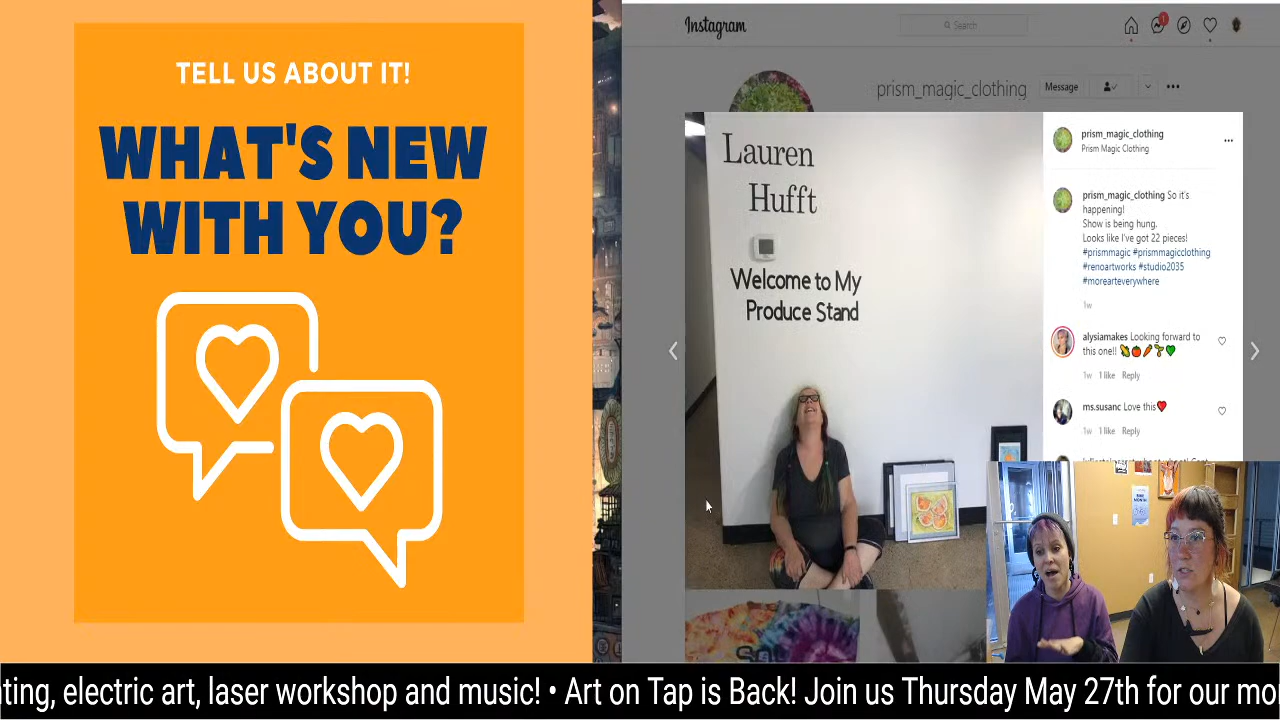 TELL US ABOUT IT!
WHAT'S NEW
WITH YOU?
Instagram
Search
1
prism_magic_clothing
Message
Lauren
Hufft
Welcome to My
Produce Stand
prism_magic_clothing
Prism Magic Clothing
prism_magic_clothing So it's
happening!
Show is being hung.
Looks like I've got 22 pieces!
#prismmagic #prismmagicclothing
#renoartworks #studio2035
#morearteverywhere
1w
alysiamakes Looking forward to
this one!! 🌽🍅🥕🫒💚
1w 1 like Reply
ms.susanc Love this❤️
1w 1 like Reply
ting, electric art, laser workshop and music! • Art on Tap is Back! Join us Thursday May 27th for our mo